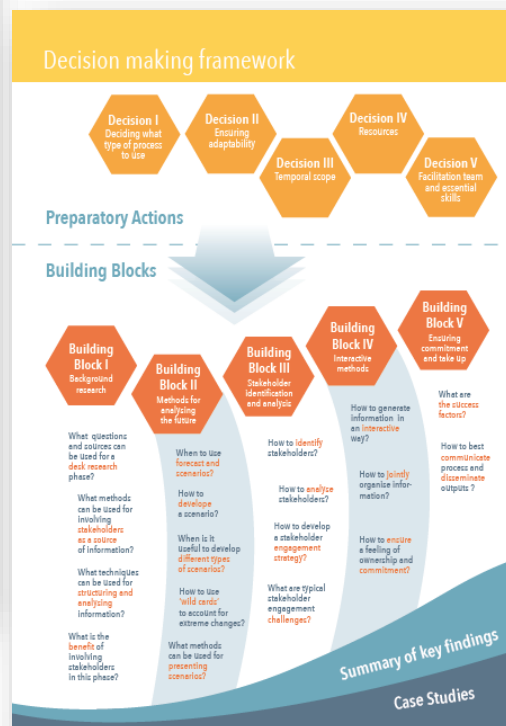 Decision making framework
Decision I
Deciding what
type of process
to use
Decision II
Ensuring
adaptability
Decision III
Temporal scope
Decision IV
Resources
Decision V
Facilitation team
and essential
skills
Preparatory Actions
Building Blocks
Building
Block I
Background
research
What questions
and sources can
be used for a
desk research
phase?
What methods
can be used for
involving
stakeholders
as a source
of information?
What techniques
can be used for
structuring and
analysing
information?
What is the
benefit of
involving
stakeholders
in this phase?
Building
Block II
Methods for
analysing
the future
When to use
forecast and
scenarios?
How to
develope
a scenario?
When is it
useful to develop
different types
of scenarios?
How to use
'wild cards'
to account for
extreme changes?
What methods
can be used for
presenting
scenarios?
Building
Block III
Stakeholder
identification
and analysis
How to identify
stakeholders?
How to analyse
stakeholders?
How to develop
a stakeholder
engagement
strategy?
What are typical
stakeholder
engagement
challenges?
Building
Block IV
Interactive
methods
How to generate
information in
an interactive
way?
How to jointly
organise infor-
mation?
How to ensure
a feeling of
ownership and
commitment?
Building
Block V
Ensuring
commitment
and take up
What are
the success
factors?
How to best
communicate
process and
disseminate
outputs ?
Summary of key findings
Case Studies